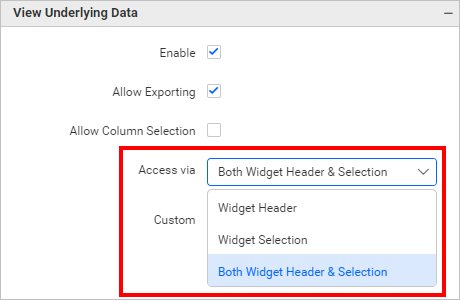 View Underlying Data
Enable
Allow Exporting
Allow Column Selection
Access via Both Widget Header & Selection
Widget Header
Custom
Widget Selection
Both Widget Header & Selection